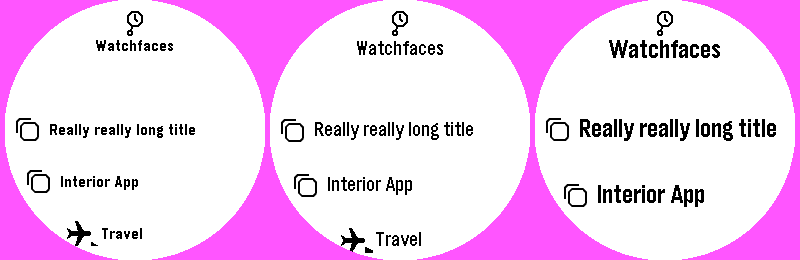 Watchfaces
Really really long title
Interior App
Travel
Watchfaces
Really really long title
Interior App
Travel
Watchfaces
Really really long title
Interior App